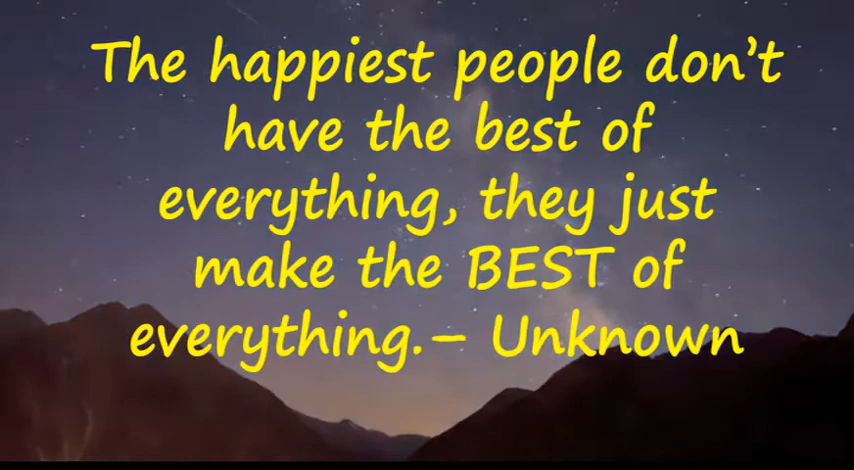 The happiest people don’t
have the best of
everything, they just
make the BEST of
everything.– Unknown